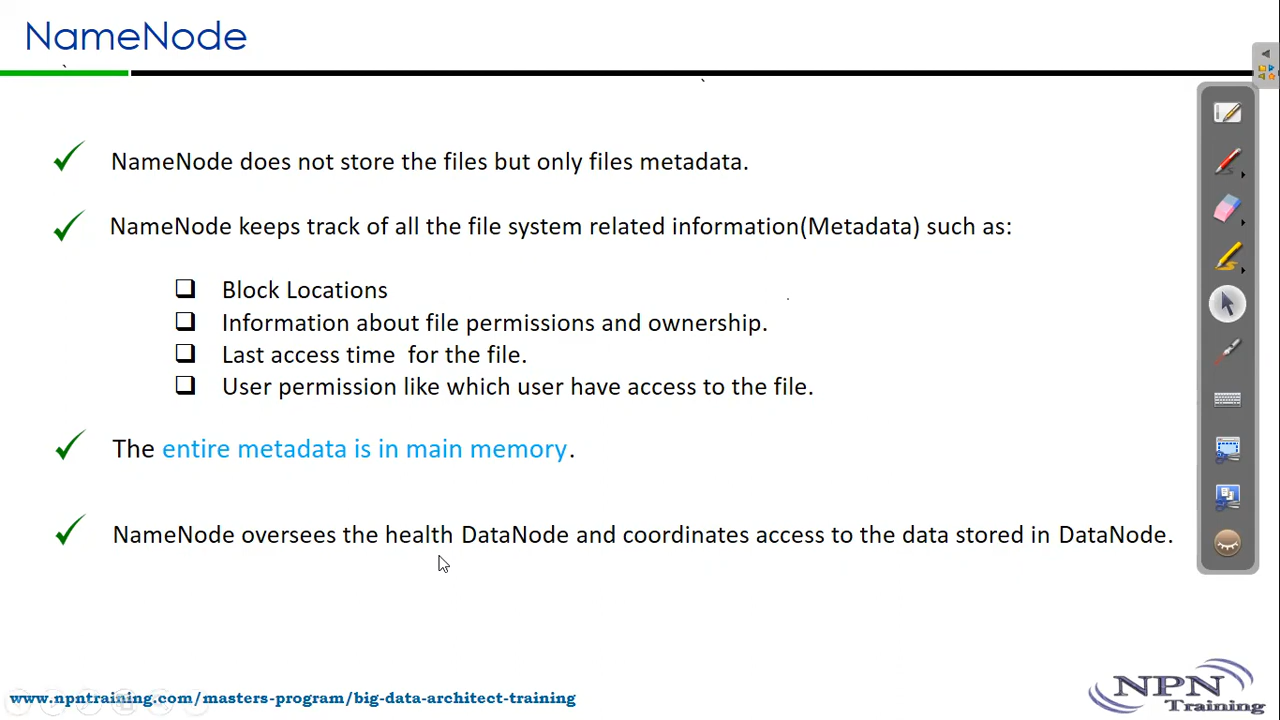 NameNode
NameNode does not store the files but only files metadata.
NameNode keeps track of all the file system related information(Metadata) such as:
Block Locations
Information about file permissions and ownership.
Last access time for the file.
User permission like which user have access to the file.
The entire metadata is in main memory.
NameNode oversees the health DataNode and coordinates access to the data stored in DataNode.
www.npntraining.com/masters-program/big-data-architect-training
NPN
Training